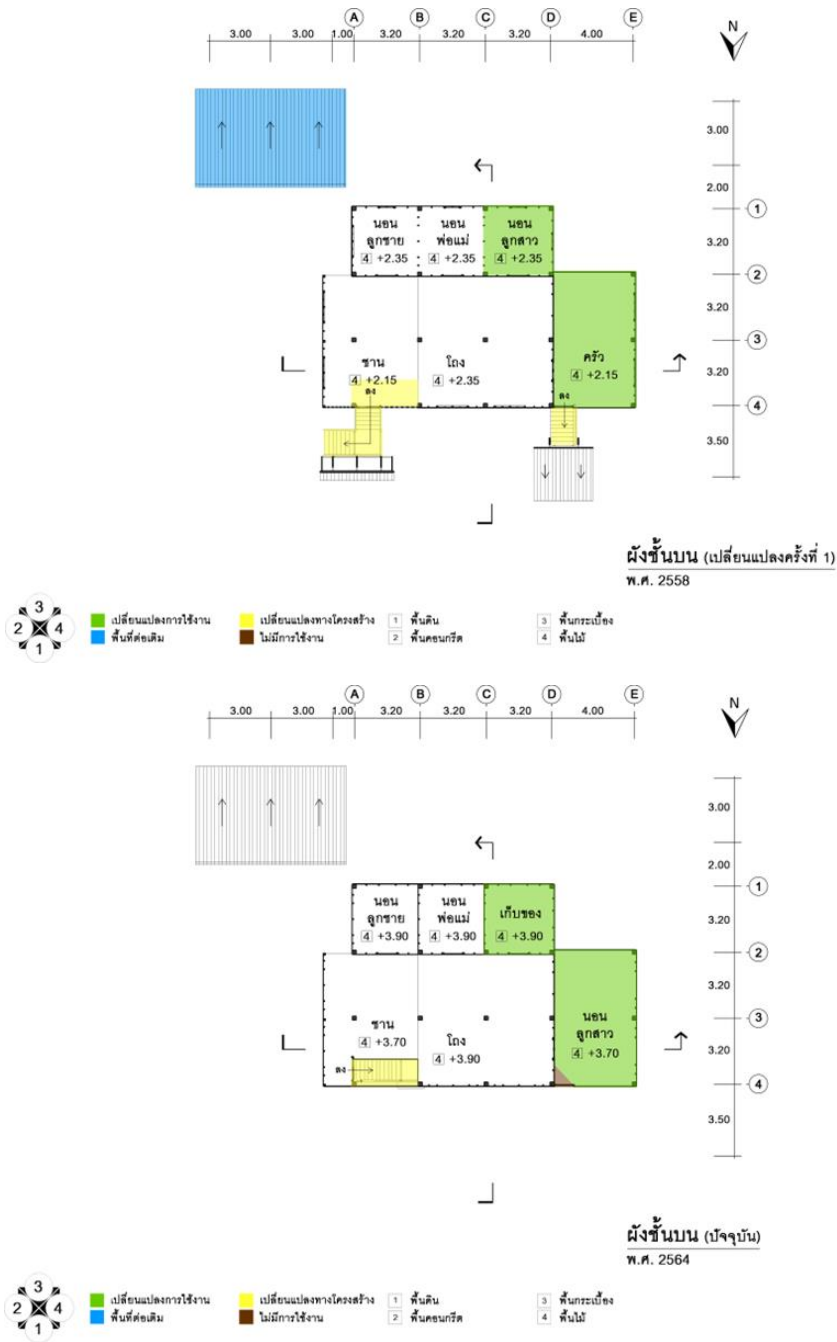 A B C D E
3.00 3.00 1.00 3.20 3.20 3.20 4.00
N
3.00
2.00
1
3.20
2
3.20
3
3.20
4
3.50
นอน นอน นอน
ลูกชาย พ่อแม่ ลูกสาว
4 +2.35 4 +2.35 4 +2.35
ชาน โถง ครัว
4 +2.15 4 +2.35 4 +2.15
ลง ลง
ผังชั้นบน (เปลี่ยนแปลงครั้งที่ 1)
พ.ศ. 2558
3
2 4
1
เปลี่ยนแปลงการใช้งาน เปลี่ยนแปลงทางโครงสร้าง 1 พื้นดิน 3 พื้นกระเบื้อง
พื้นที่ต่อเติม ไม่มีการใช้งาน 2 พื้นคอนกรีต 4 พื้นไม้
A B C D E
3.00 3.00 1.00 3.20 3.20 3.20 4.00
N
3.00
2.00
1
3.20
2
3.20
3
3.20
4
3.50
นอน นอน เก็บของ
ลูกชาย พ่อแม่
4 +3.90 4 +3.90 4 +3.90
ชาน โถง นอน
ลูกสาว
4 +3.70 4 +3.90 4 +3.70
ลง
ผังชั้นบน (ปัจจุบัน)
พ.ศ. 2564
3
2 4
1
เปลี่ยนแปลงการใช้งาน เปลี่ยนแปลงทางโครงสร้าง 1 พื้นดิน 3 พื้นกระเบื้อง
พื้นที่ต่อเติม ไม่มีการใช้งาน 2 พื้นคอนกรีต 4 พื้นไม้